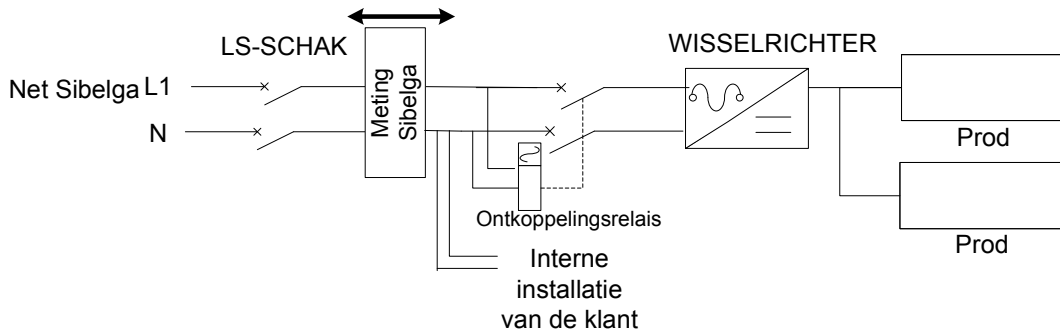 LS-SCHAK
WISSELRICHTER
Net Sibelga L1
N
Meting
Sibelga
Prod
Prod
Ontkoppelingsrelais
Interne
installatie
van de klant